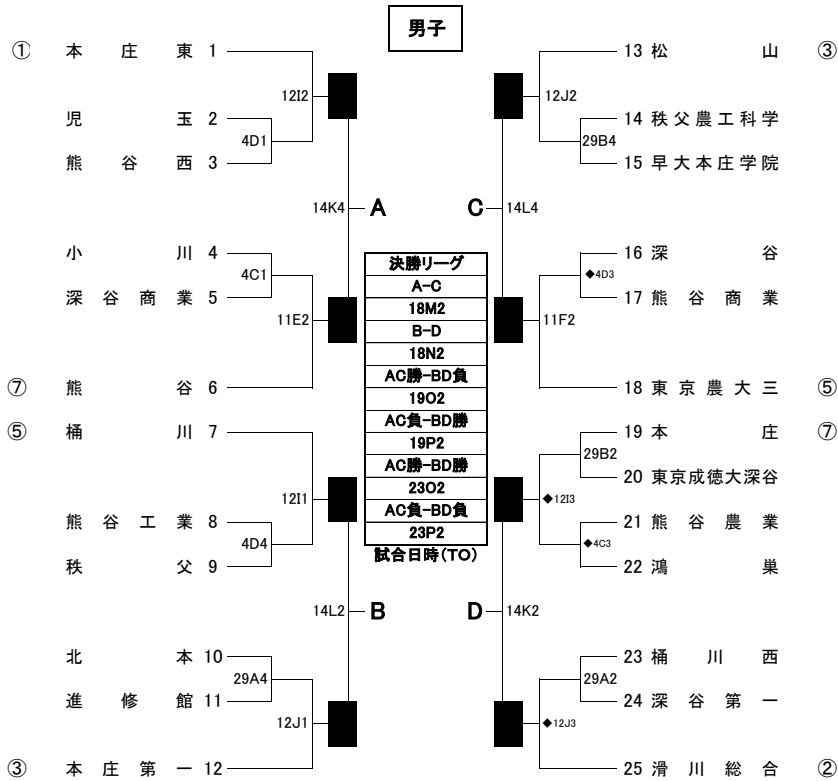 男子
① 本庄東 1
12I2
児玉 2
4D1
熊谷西 3
14K4 A
小川 4
4C1
深谷商業 5
11E2
⑦ 熊谷 6
⑤ 桶川 7
12I1
熊谷工業 8
4D4
秩父 9
14L2 B
北本 10
29A4
進修館 11
12J1
③ 本庄第一 12
決勝リーグ
A-C
18M2
B-D
18N2
AC勝-BD負
19O2
AC負-BD勝
19P2
AC勝-BD勝
23O2
AC負-BD負
23P2
試合日時(TO)
13 松山 ③
12J2
14 秩父農工科学
29B4
15 早大本庄学院
C 14L4
16 深谷
◆4D3
17 熊谷商業
11F2
18 東京農大三 ⑤
19 本庄 ⑦
29B2
20 東京成徳大深谷
◆12I3
21 熊谷農業
◆4C3
22 鴻巣
D 14K2
23 桶川西
29A2
24 深谷第一
◆12J3
25 滑川総合 ②